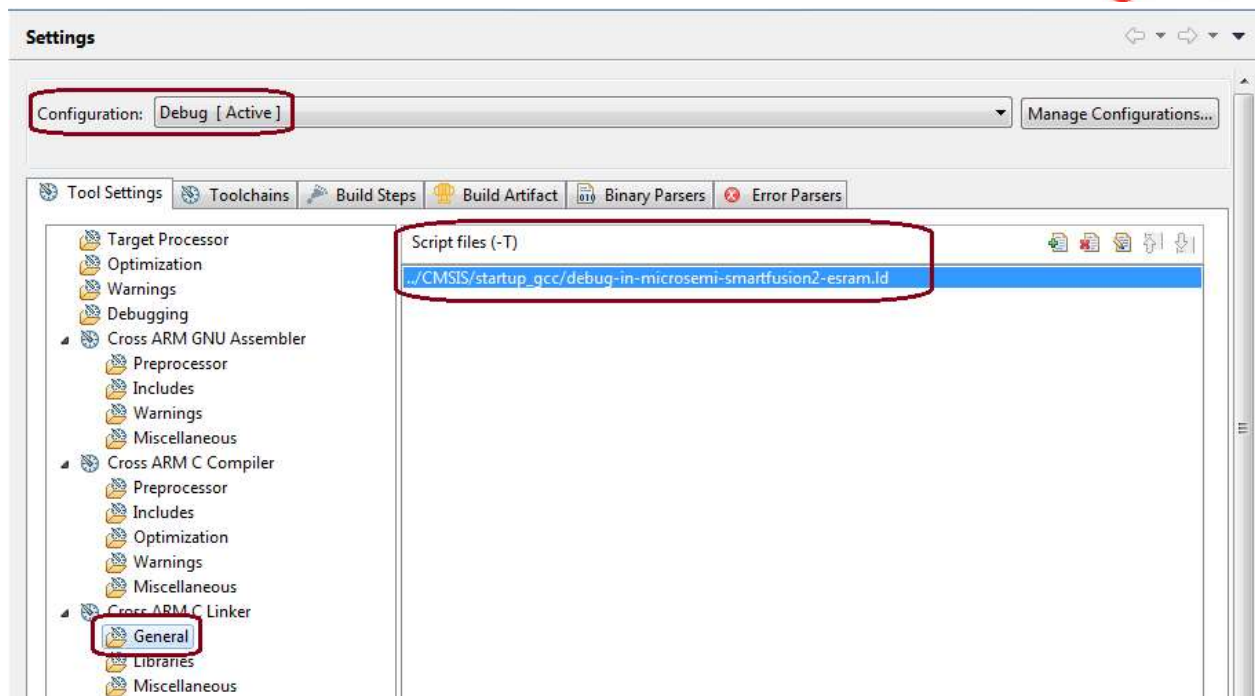 Settings
Configuration: Debug [ Active ] Manage Configurations...
Tool Settings Toolchains Build Steps Build Artifact Binary Parsers Error Parsers
Target Processor
Optimization
Warnings
Debugging
Cross ARM GNU Assembler
Preprocessor
Includes
Warnings
Miscellaneous
Cross ARM C Compiler
Preprocessor
Includes
Optimization
Warnings
Miscellaneous
Cross ARM C Linker
General
Libraries
Miscellaneous
Script files (-T)
../CMSIS/startup_gcc/debug-in-microsemi-smartfusion2-esram.ld